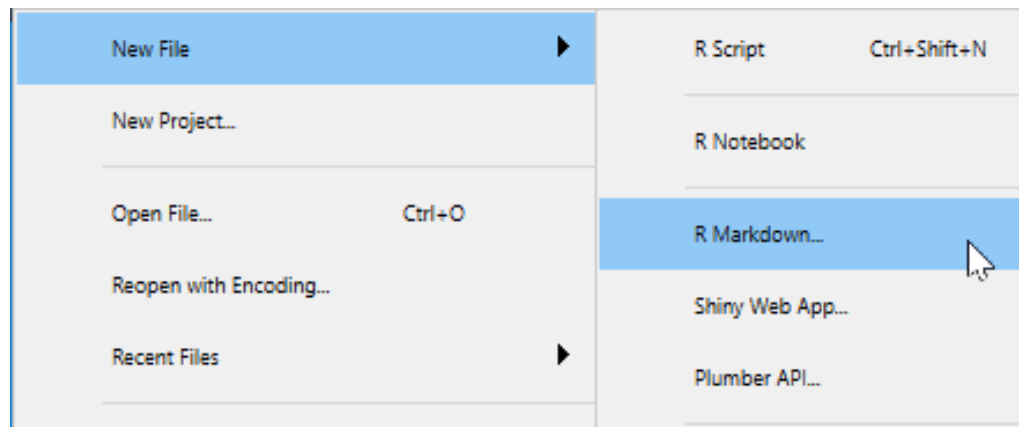 New File
New Project...
Open File... Ctrl+O
Reopen with Encoding...
Recent Files
R Script Ctrl+Shift+N
R Notebook
R Markdown...
Shiny Web App...
Plumber API...